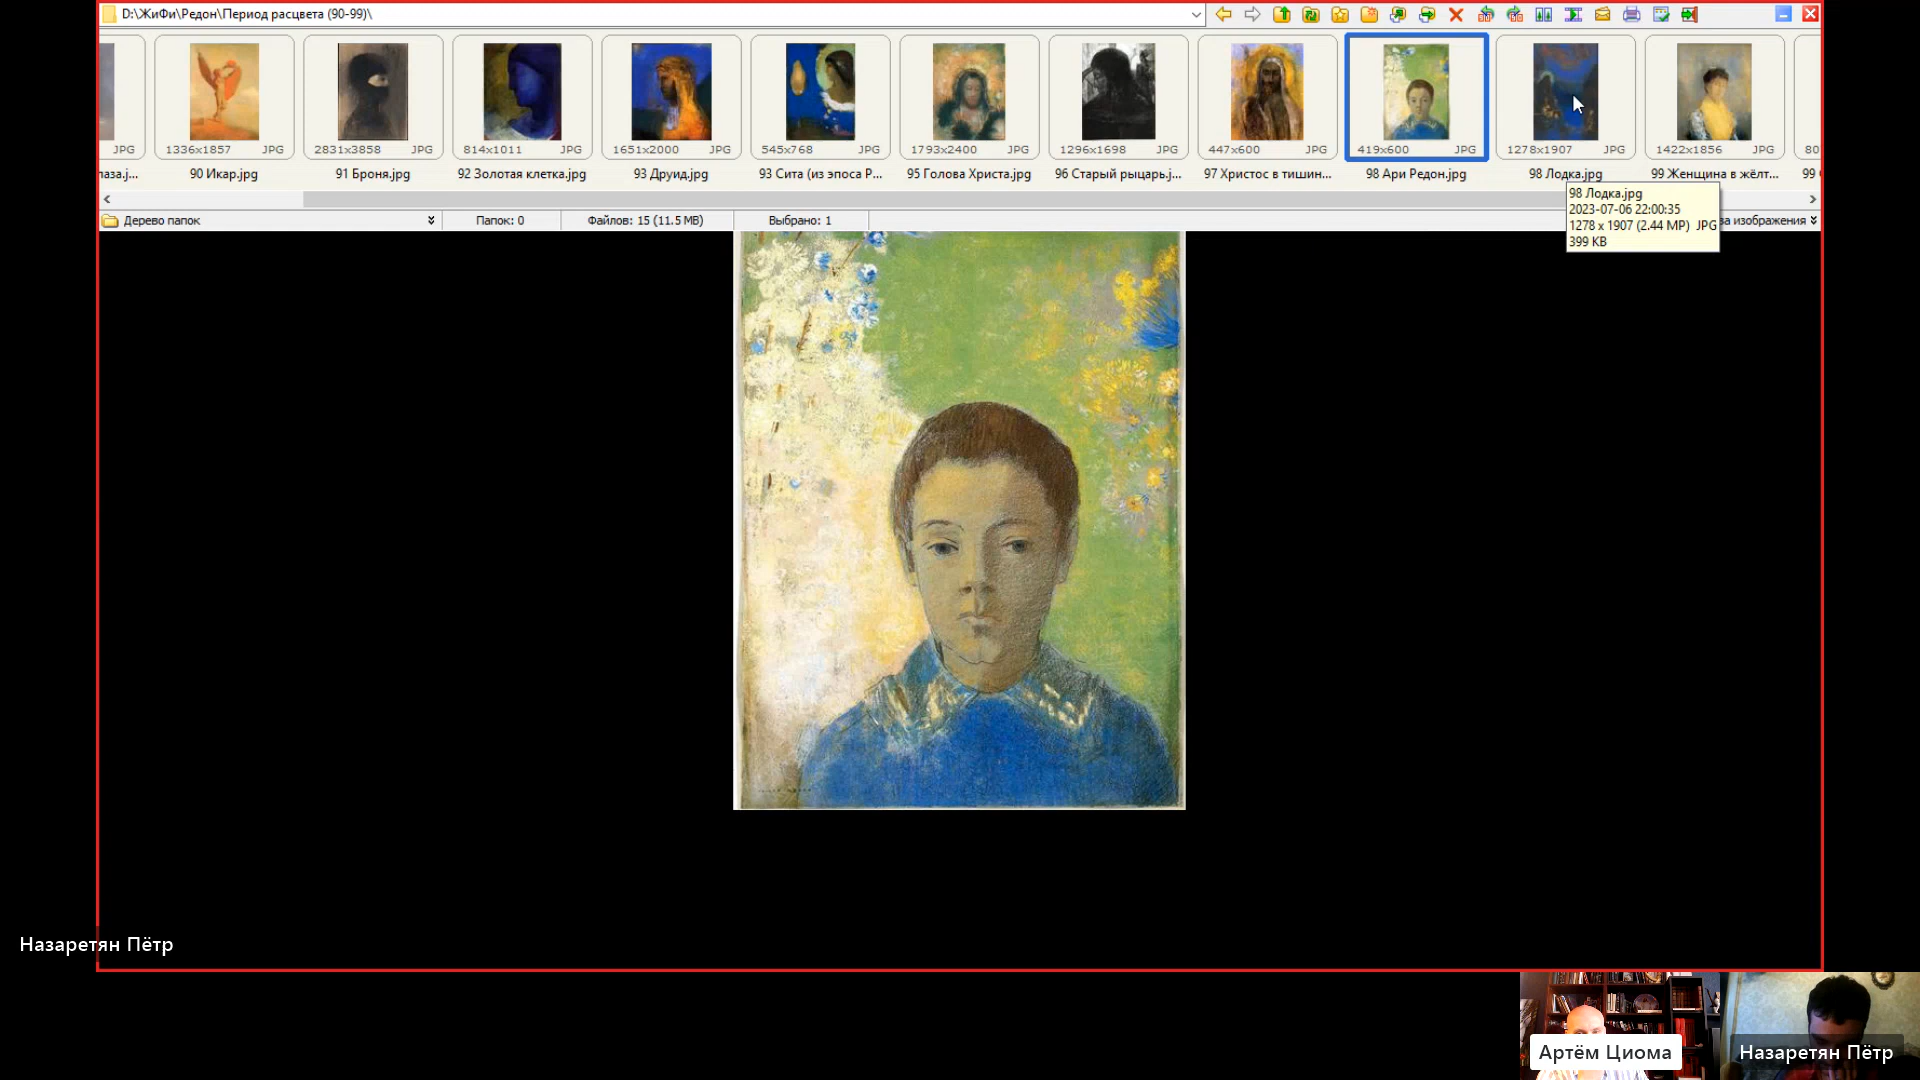 D:\ЖиФи\Редон\Период расцвета (90-99)\
JPG
1336x1857 JPG
2831x3858 JPG
814x1011 JPG
1651x2000 JPG
545x768 JPG
1793x2400 JPG
1296x1698 JPG
447x600 JPG
419x600 JPG
1278x1907 JPG
1422x1856 JPG
80
лаза.j...
90 Икар.jpg
91 Броня.jpg
92 Золотая клетка.jpg
93 Друид.jpg
93 Сита (из эпоса Р...
95 Голова Христа.jpg
96 Старый рыцарь.j...
97 Христос в тишин...
98 Ари Редон.jpg
98 Лодка.jpg
99 Женщина в жёлт...
99
98 Лодка.jpg
2023-07-06 22:00:35
1278 x 1907 (2.44 MP) JPG
399 KB
Дерево папок
Папок: 0
Файлов: 15 (11.5 MB)
Выбрано: 1
ва изображения
Назаретян Пётр
Артём Циома
Назаретян Пётр